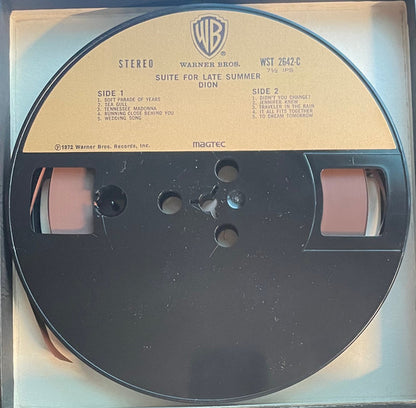 WB
STEREO WARNER BROS. WST 2642-C
7½ IPS
SUITE FOR LATE SUMMER
DION
SIDE 1
1. SOFT PARADE OF YEARS
2. SEA GULL
3. TENNESSEE MADONNA
4. RUNNING CLOSE BEHIND YOU
5. WEDDING SONG
SIDE 2
1. DIDN'T YOU CHANGE?
2. JENNIFER KNEW
3. TRAVELER IN THE RAIN
4. IT ALL FITS TOGETHER
5. TO DREAM TOMORROW
℗1972 Warner Bros. Records, Inc. MAGTEC